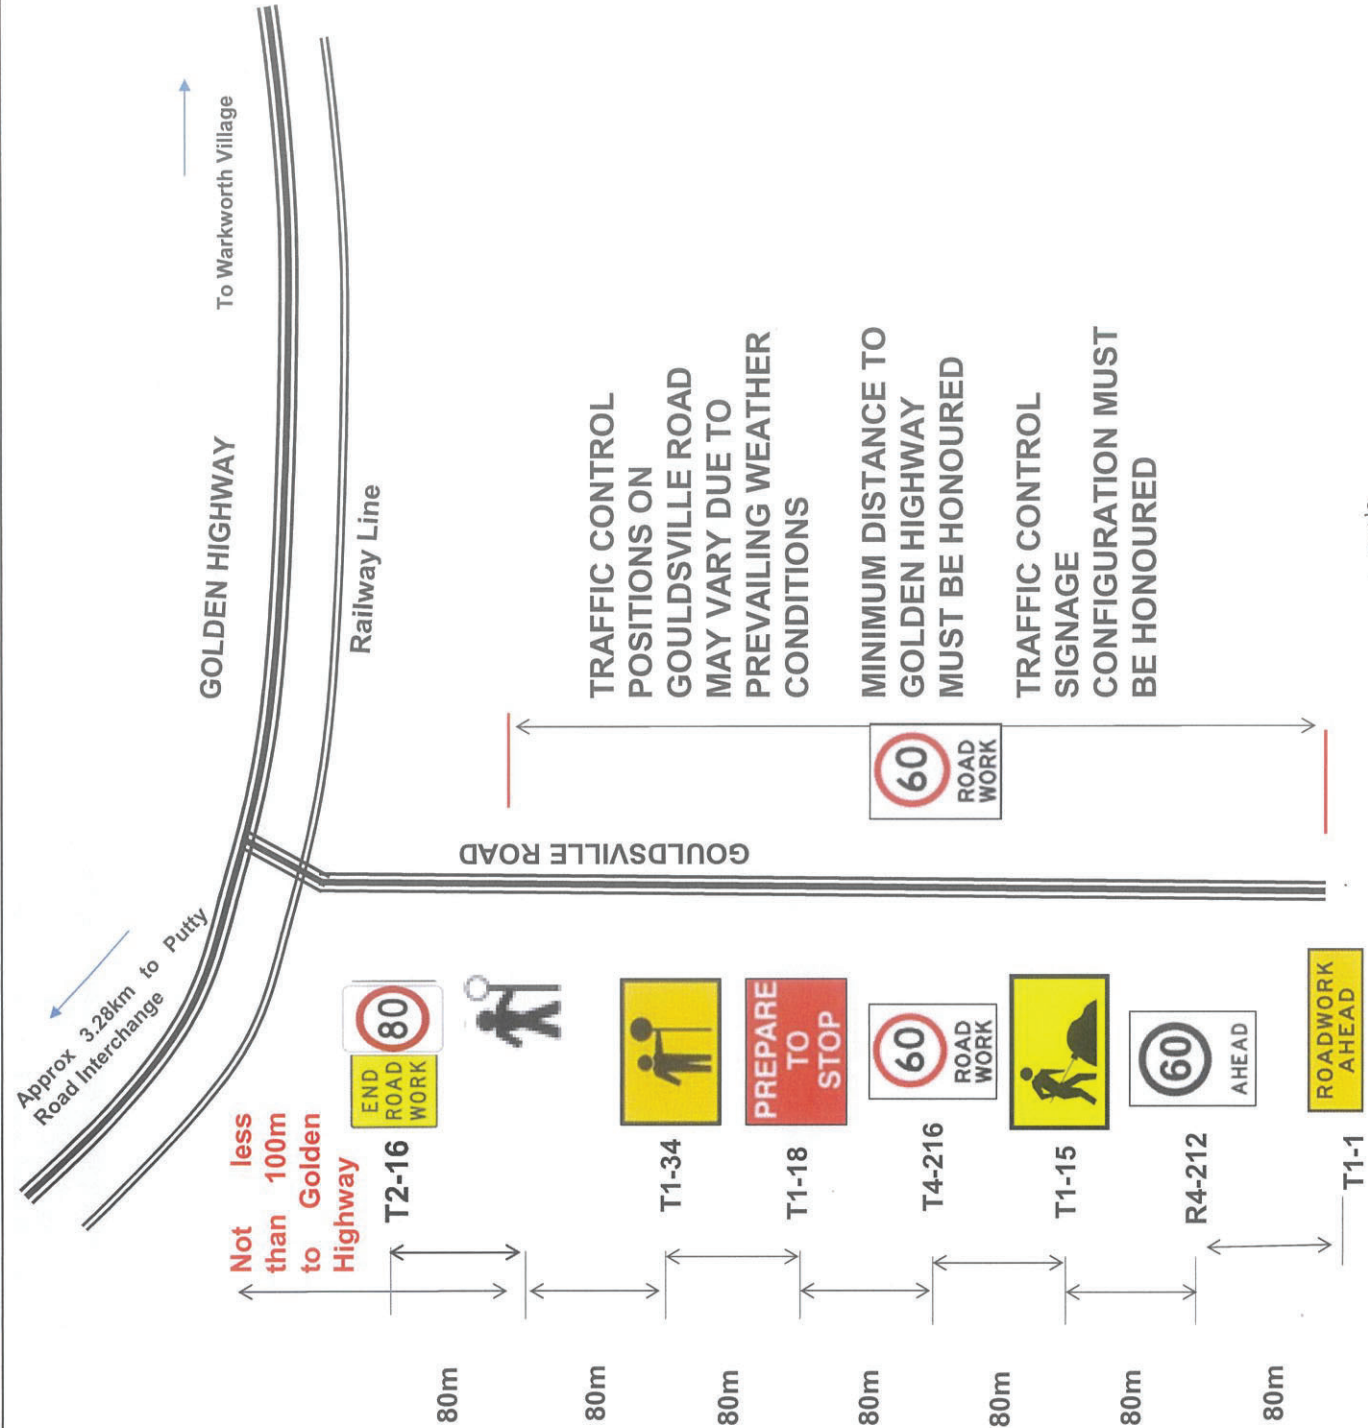 Approx 3.28km to Putty
Road Interchange
GOLDEN HIGHWAY
To Warkworth Village
Railway Line
Not less
than 100m
to Golden
Highway
GOULDSVILLE ROAD
T2-16
END
ROAD
WORK
80
T1-34
T1-18
PREPARE
TO
STOP
T4-216
60
ROAD
WORK
T1-15
R4-212
60
AHEAD
T1-1
ROADWORK
AHEAD
60
ROAD
WORK
TRAFFIC CONTROL
POSITIONS ON
GOULDSVILLE ROAD
MAY VARY DUE TO
PREVAILING WEATHER
CONDITIONS
MINIMUM DISTANCE TO
GOLDEN HIGHWAY
MUST BE HONOURED
TRAFFIC CONTROL
SIGNAGE
CONFIGURATION MUST
BE HONOURED
80m
80m
80m
80m
80m
80m
80m